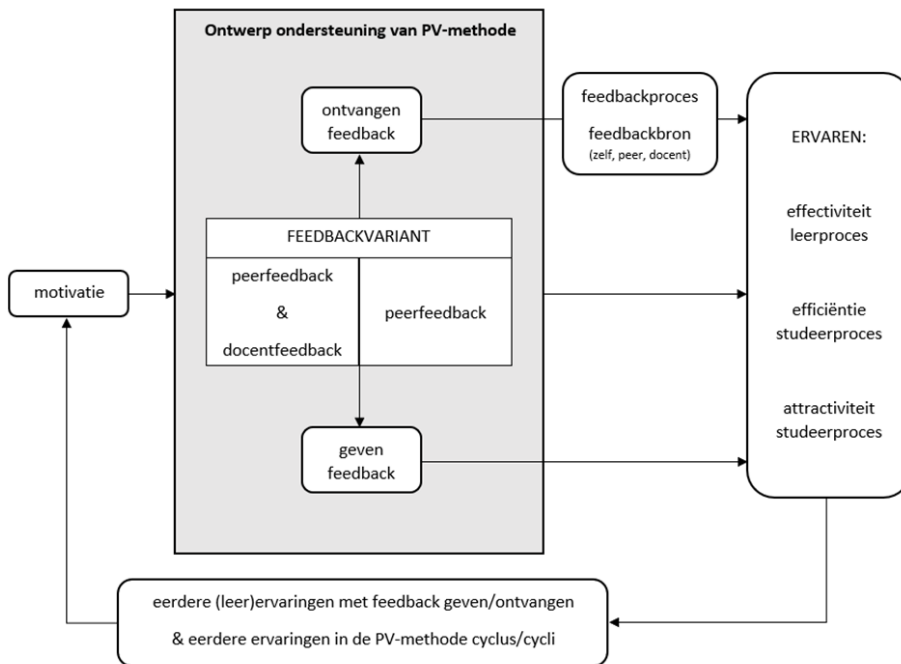 Ontwerp ondersteuning van PV-methode
ontvangen
feedback
feedbackproces
feedbackbron
(zelf, peer, docent)
ERVAREN:
effectiviteit
leerproces
efficiëntie
studeerproces
attractiviteit
studeerproces
FEEDBACKVARIANT
peerfeedback
&
docentfeedback
peerfeedback
motivatie
geven
feedback
eerdere (leer)ervaringen met feedback geven/ontvangen
& eerdere ervaringen in de PV-methode cyclus/cycli